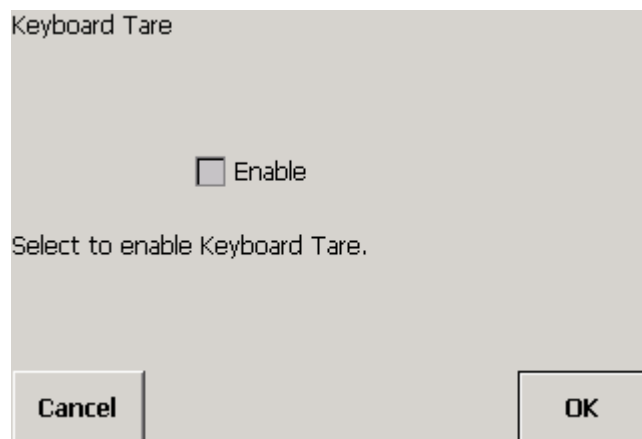 Keyboard Tare
Enable
Select to enable Keyboard Tare.
Cancel
OK